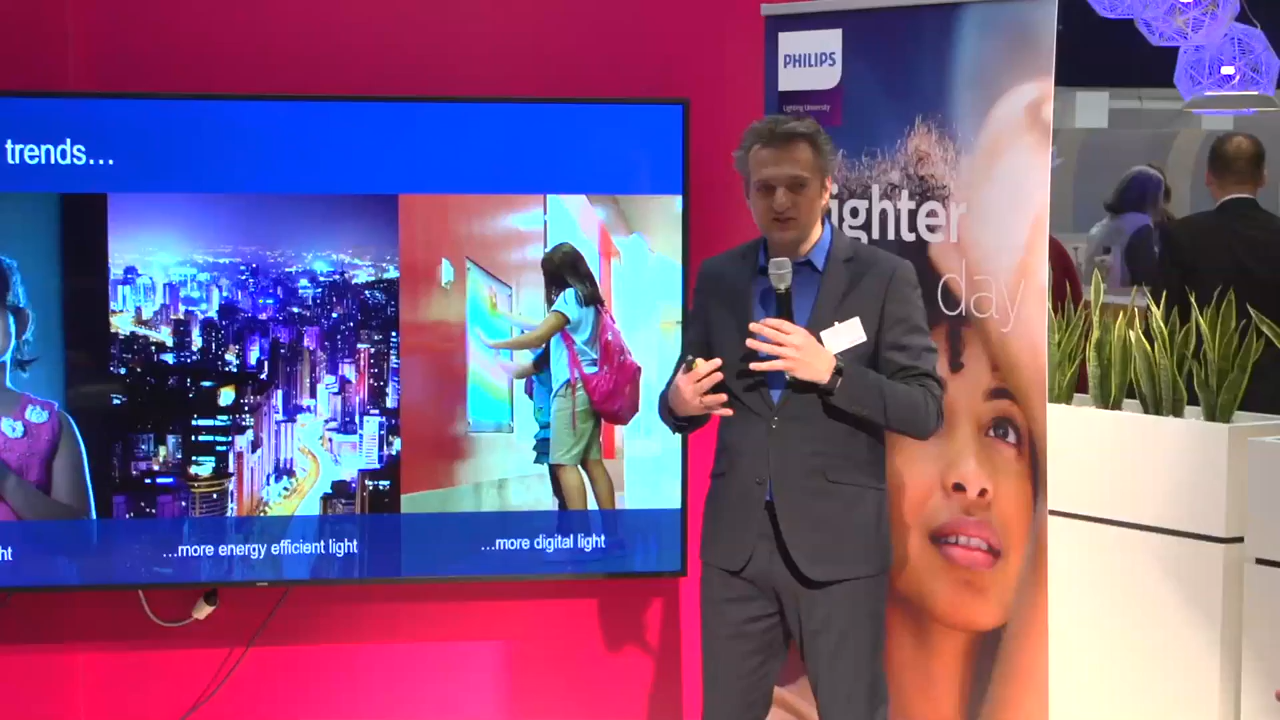 trends...
ht
...more energy efficient light
...more digital light
PHILIPS
Lighting University
ighter
day